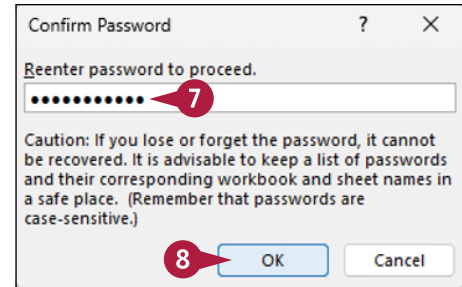 Confirm Password ? ✕
Reenter password to proceed.
••••••••••• 7
Caution: If you lose or forget the password, it cannot
be recovered. It is advisable to keep a list of passwords
and their corresponding workbook and sheet names in
a safe place. (Remember that passwords are
case-sensitive.)
8 OK Cancel